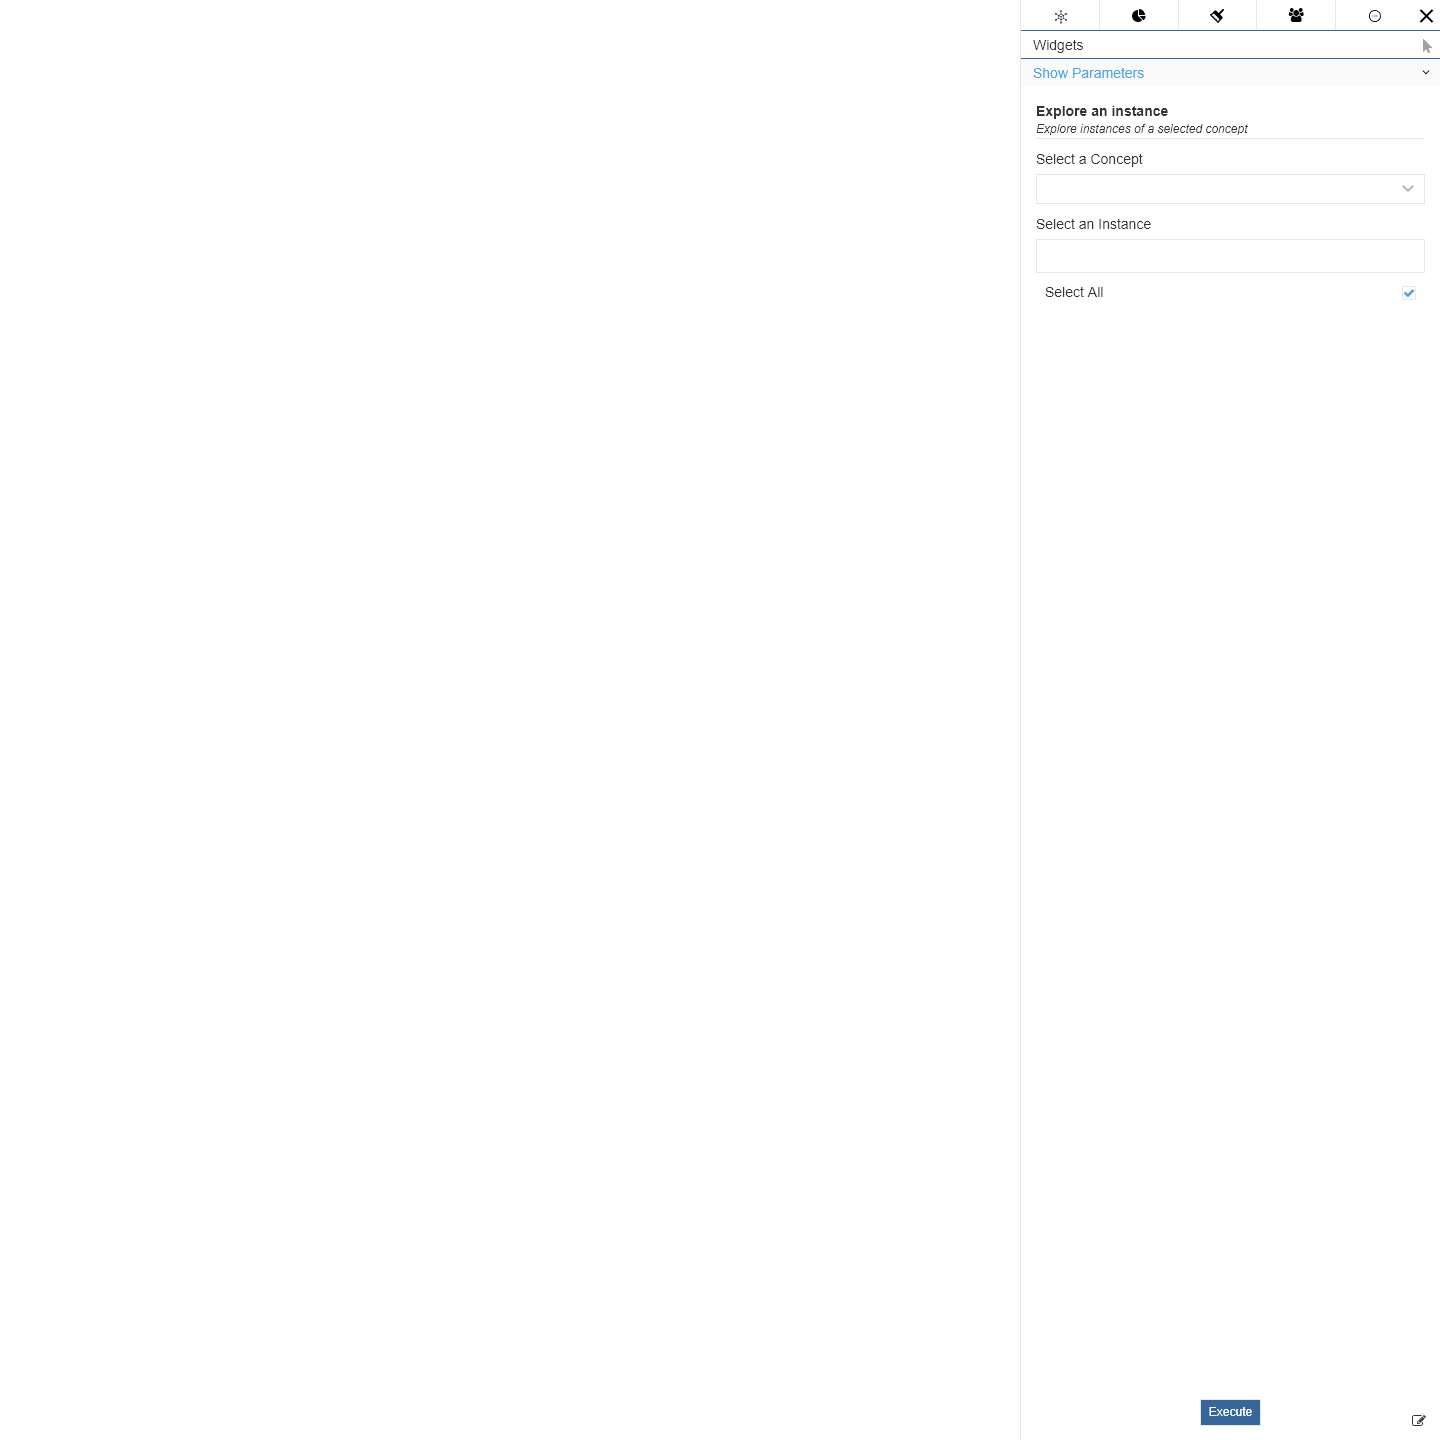 Widgets
Show Parameters
Explore an instance
Explore instances of a selected concept
Select a Concept
Select an Instance
Select All
Execute